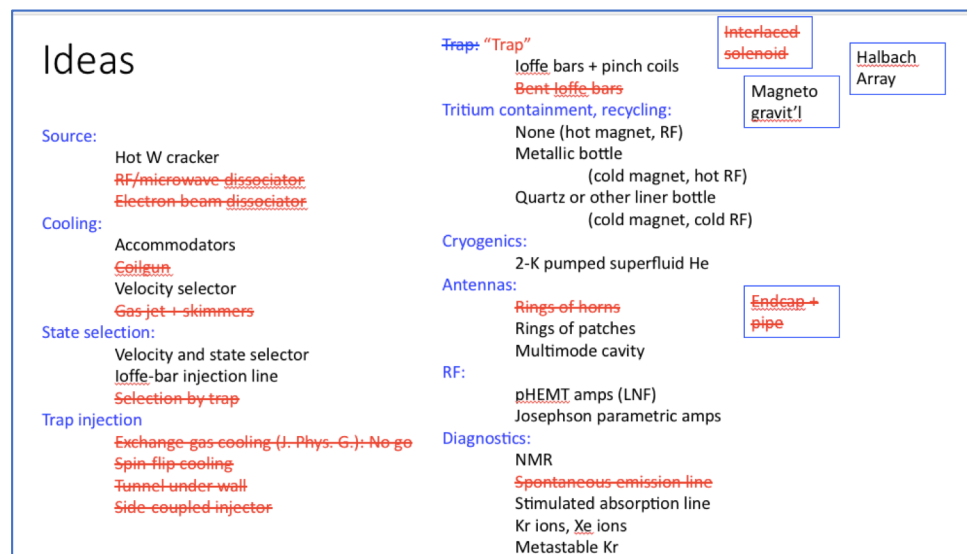 Ideas
Source:
Hot W cracker
RF/microwave dissociator
Electron beam dissociator
Cooling:
Accommodators
Coilgun
Velocity selector
Gas jet + skimmers
State selection:
Velocity and state selector
Ioffe-bar injection line
Selection by trap
Trap injection
Exchange gas cooling (J. Phys. G.): No go
Spin flip cooling
Tunnel under wall
Side-coupled injector
Trap: “Trap”
Ioffe bars + pinch coils
Bent Ioffe bars
Tritium containment, recycling:
None (hot magnet, RF)
Metallic bottle
(cold magnet, hot RF)
Quartz or other liner bottle
(cold magnet, cold RF)
Cryogenics:
2-K pumped superfluid He
Antennas:
Rings of horns
Rings of patches
Multimode cavity
RF:
pHEMT amps (LNF)
Josephson parametric amps
Diagnostics:
NMR
Spontaneous emission line
Stimulated absorption line
Kr ions, Xe ions
Metastable Kr
Interlaced
solenoid
Halbach
Array
Magneto
gravit’l
Endcap +
pipe